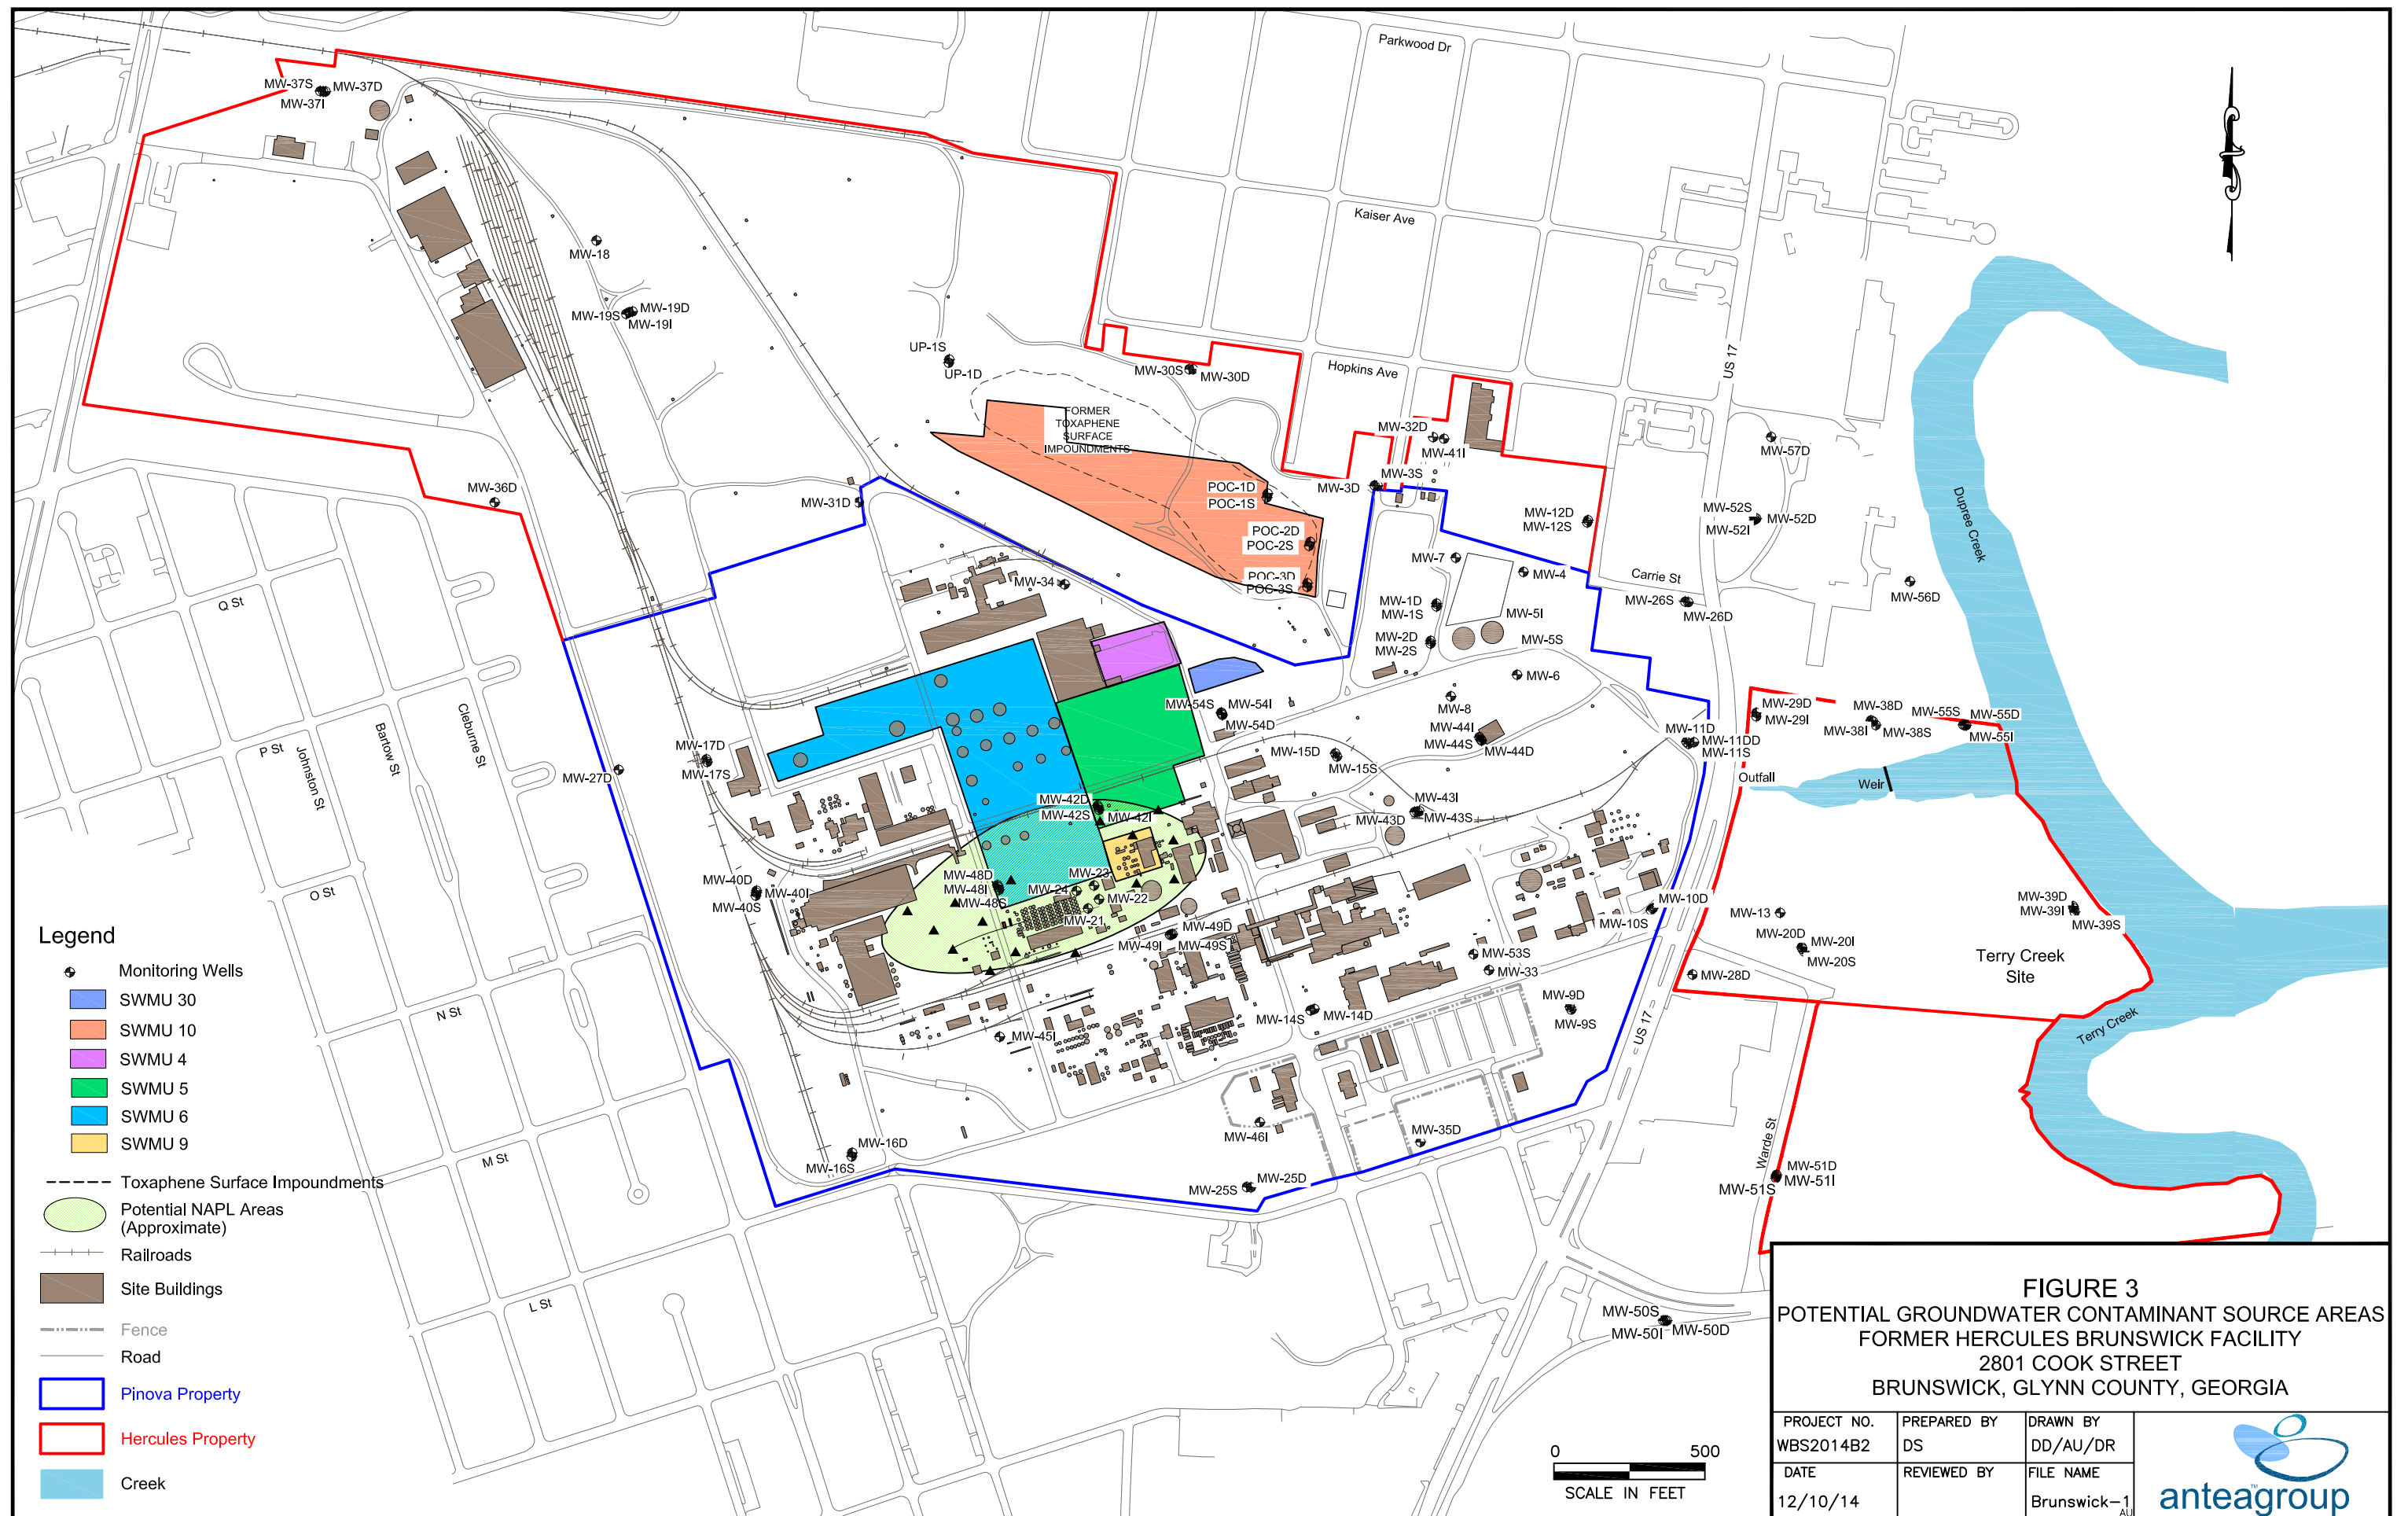 Parkwood Dr
MW-37S
MW-37D
MW-37I
Kaiser Ave
MW-18
MW-19D
MW-19S
MW-19I
US 17
UP-1S
UP-1D
MW-30S
MW-30D
Hopkins Ave
FORMER
TOXAPHENE
SURFACE
IMPOUNDMENTS
MW-32D
MW-41I
MW-57D
MW-3S
MW-3D
MW-36D
MW-31D
POC-1D
POC-1S
MW-12D
MW-12S
MW-52S
MW-52D
MW-52I
Dupree Creek
POC-2D
POC-2S
MW-7
MW-4
Carrie St
MW-34
POC-3D
POC-3S
MW-56D
Q St
MW-1D
MW-1S
MW-5I
MW-26S
MW-26D
MW-2D
MW-2S
MW-5S
MW-6
MW-8
MW-54S
MW-54I
MW-54D
MW-44I
MW-44S
MW-44D
MW-29D
MW-29I
MW-38D
MW-38I
MW-38S
MW-55S
MW-55D
MW-55I
MW-11D
MW-11DD
MW-11S
P St
Johnston St
Bartow St
Cleburne St
MW-17D
MW-17S
MW-27D
MW-15D
MW-15S
Outfall
Weir
MW-42D
MW-42S
MW-42I
MW-43I
MW-43D
MW-43S
O St
MW-40D
MW-40I
MW-40S
MW-48D
MW-48I
MW-48S
MW-23
MW-24
MW-22
MW-21
MW-10D
MW-10S
MW-13
MW-20D
MW-20I
MW-20S
MW-39D
MW-39I
MW-39S
MW-49D
MW-49I
MW-49S
MW-53S
MW-33
MW-28D
Terry Creek
Site
MW-9D
MW-9S
MW-14S
MW-14D
N St
MW-45I
US 17
Terry Creek
MW-46I
MW-35D
M St
MW-16D
MW-16S
MW-25S
MW-25D
Warde St
MW-51D
MW-51I
MW-51S
L St
MW-50S
MW-50I
MW-50D
Legend
Monitoring Wells
SWMU 30
SWMU 10
SWMU 4
SWMU 5
SWMU 6
SWMU 9
Toxaphene Surface Impoundments
Potential NAPL Areas
(Approximate)
Railroads
Site Buildings
Fence
Road
Pinova Property
Hercules Property
Creek
0 500
SCALE IN FEET
FIGURE 3
POTENTIAL GROUNDWATER CONTAMINANT SOURCE AREAS
FORMER HERCULES BRUNSWICK FACILITY
2801 COOK STREET
BRUNSWICK, GLYNN COUNTY, GEORGIA
PROJECT NO. PREPARED BY DRAWN BY
WBS2014B2 DS DD/AU/DR
DATE REVIEWED BY FILE NAME
12/10/14 Brunswick-1
AU
anteagroup
TM